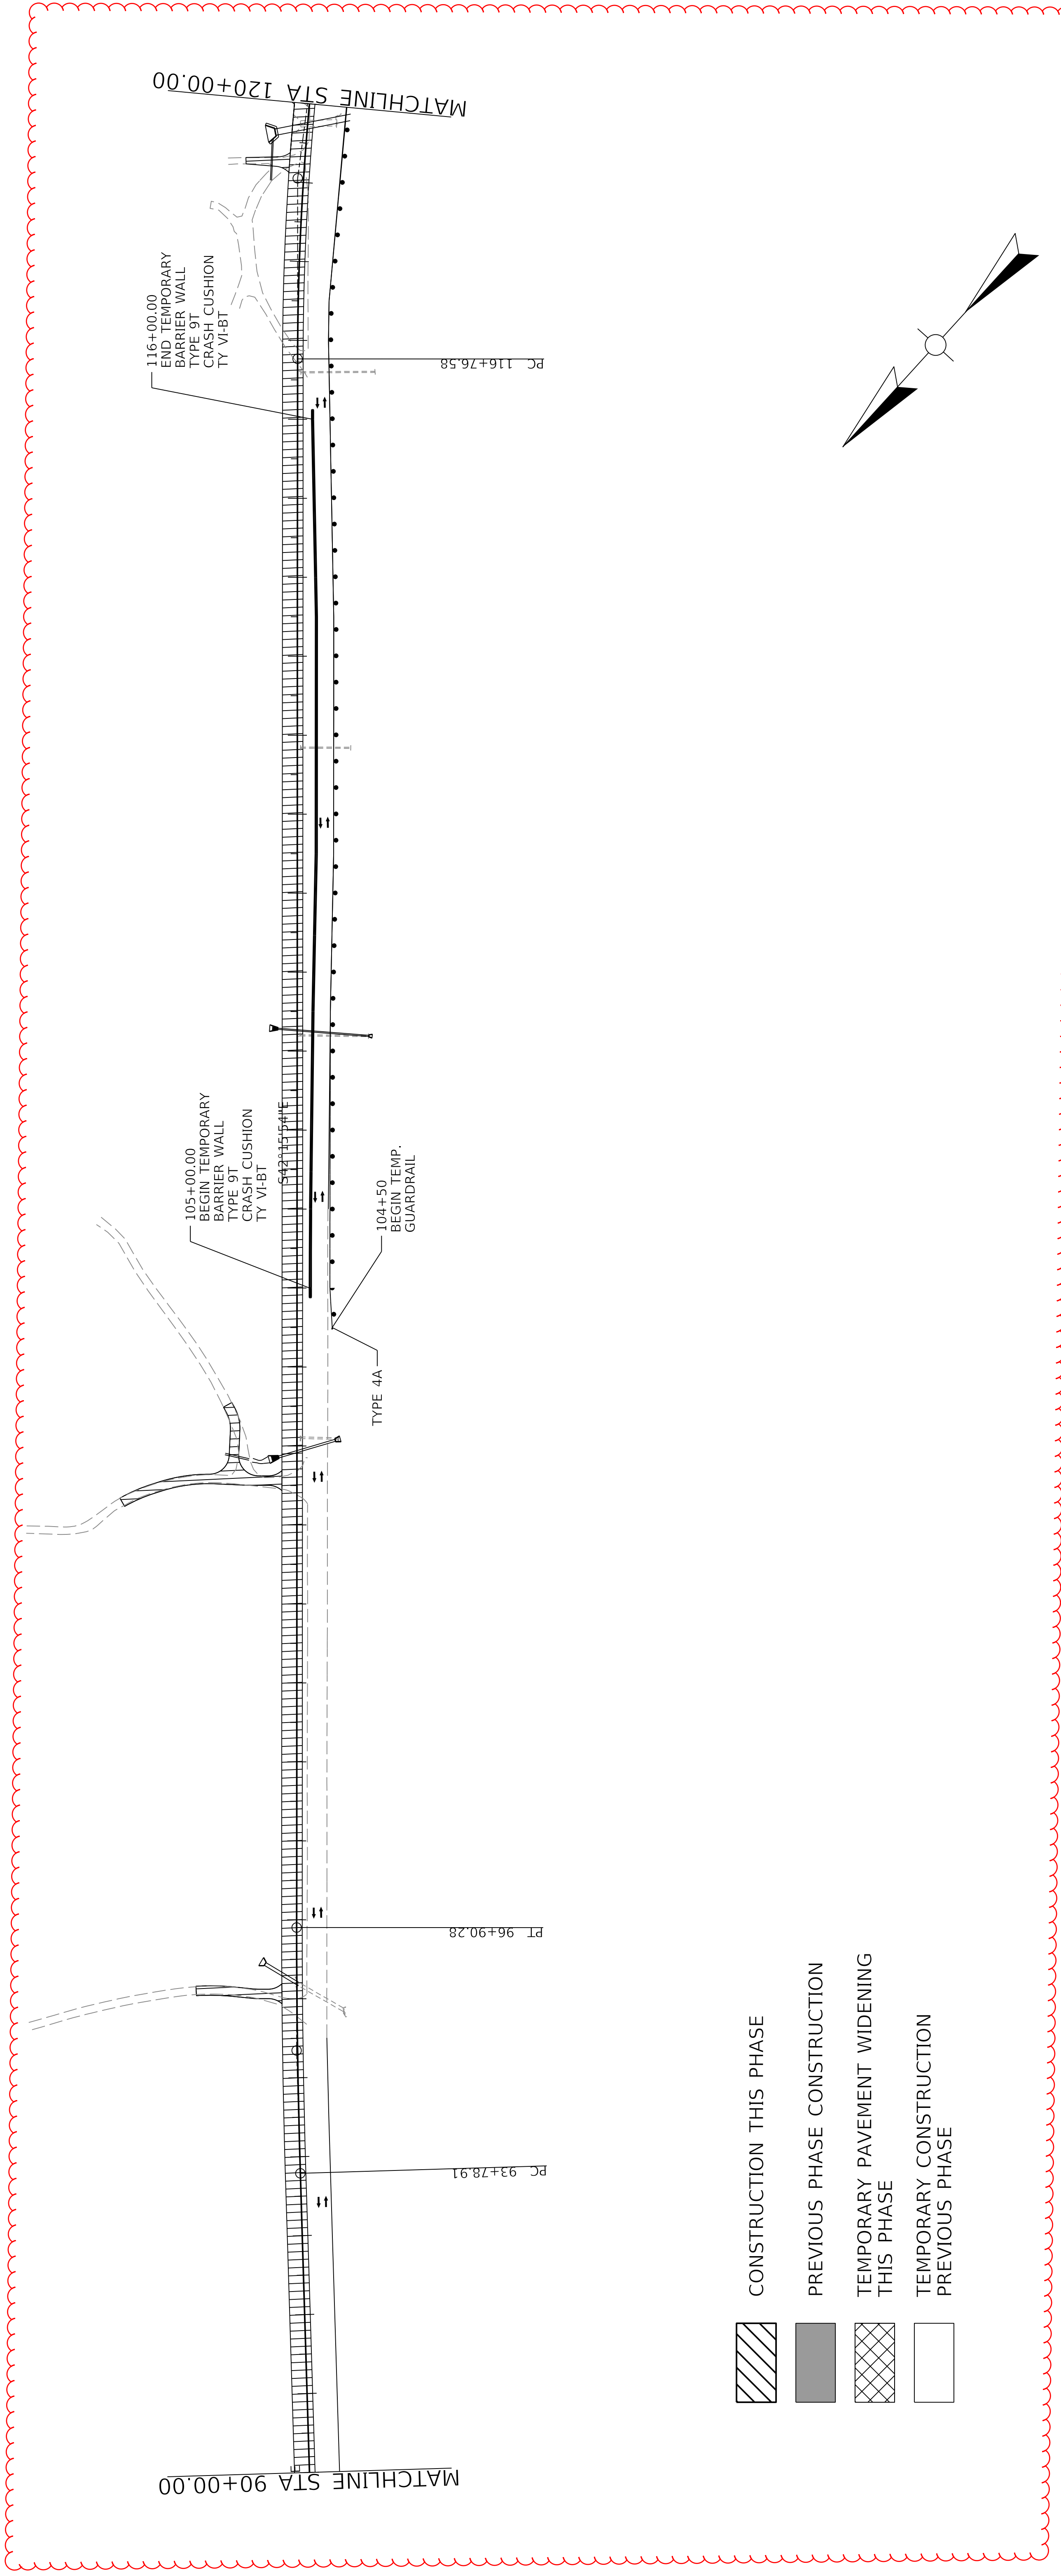 MATCHLINE STA 120+00.00
116+00.00
END TEMPORARY
BARRIER WALL
TYPE 9T
CRASH CUSHION
TY VI-BT
PC 116+76.58
105+00.00
BEGIN TEMPORARY
BARRIER WALL
TYPE 9T
CRASH CUSHION
TY VI-BT
S42°15'54"E
104+50
BEGIN TEMP.
GUARDRAIL
TYPE 4A
PT 96+90.28
PC 93+78.91
MATCHLINE STA 90+00.00
CONSTRUCTION THIS PHASE
PREVIOUS PHASE CONSTRUCTION
TEMPORARY PAVEMENT WIDENING
THIS PHASE
TEMPORARY CONSTRUCTION
PREVIOUS PHASE